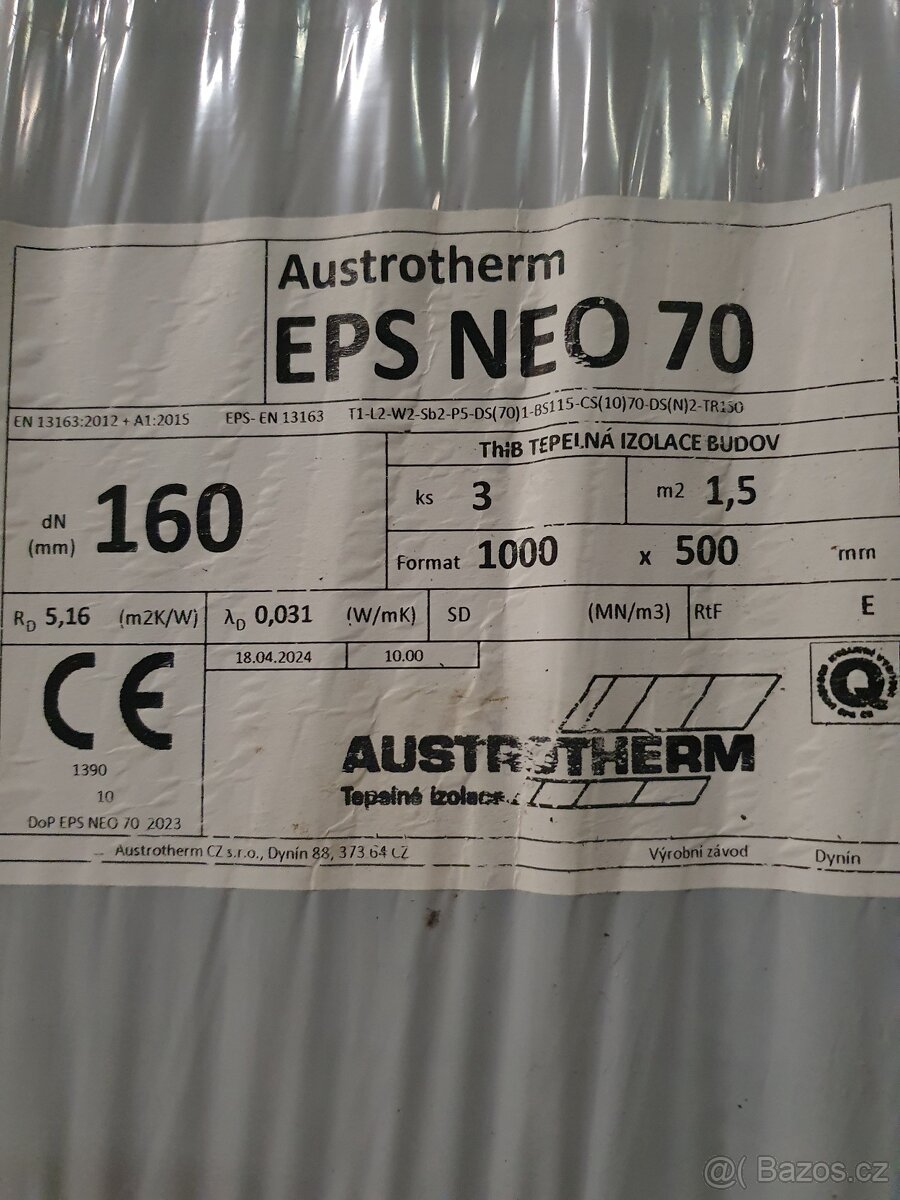 Austrotherm
EPS NEO 70
EN 13163:2012 + A1:2015 EPS- EN 13163 T1-L2-W2-Sb2-P5-DS(70)1-BS115-CS(10)70-DS(N)2-TR150
ThiB TEPELNÁ IZOLACE BUDOV
dN
(mm) 160
ks 3 m2 1,5
Format 1000 x 500 mm
RD 5,16 (m2K/W) λD 0,031 (W/mK) SD (MN/m3) RtF E
18.04.2024 10.00
CE
1390
10
DoP EPS NEO 70 2023
Q
AUSTROTHERM
Tepelné izolace
Austrotherm CZ s.r.o., Dynín 88, 373 64 CZ Výrobní závod Dynín
@( Bazos.cz